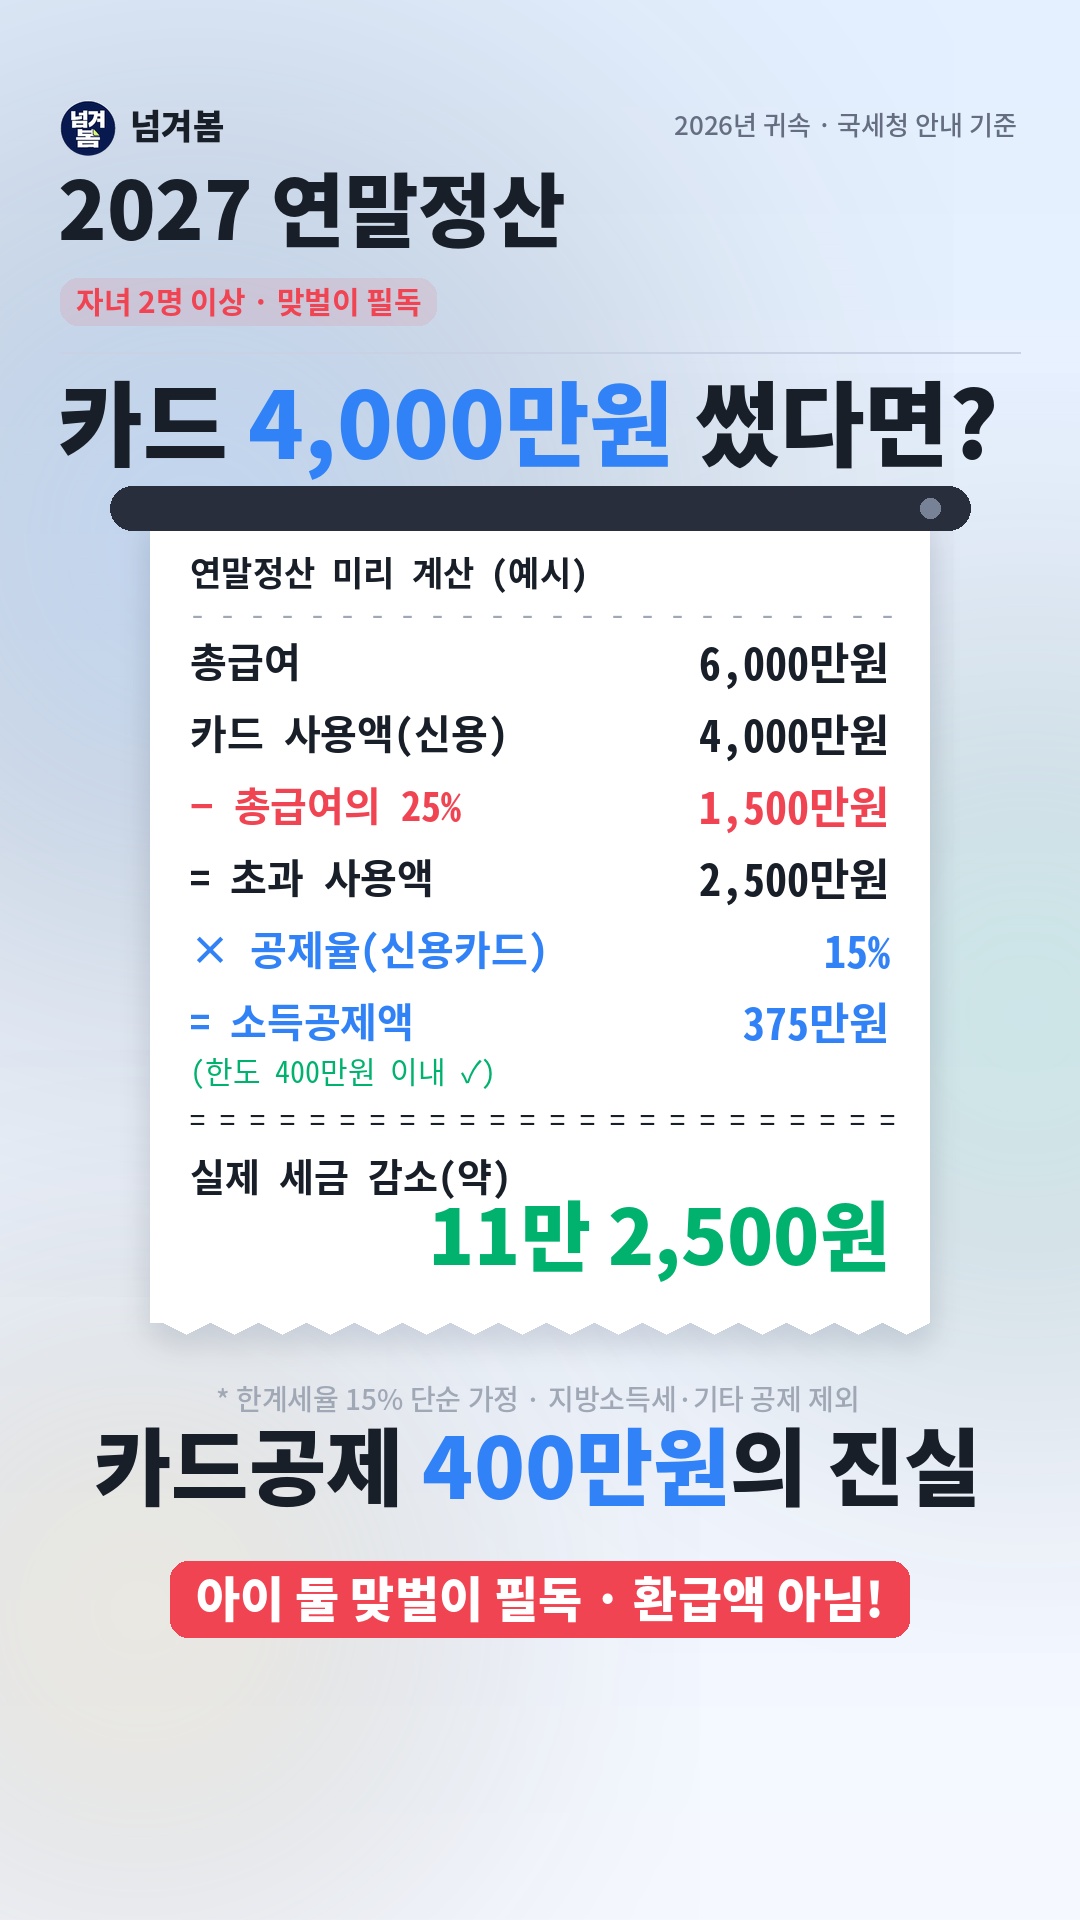 넘겨봄
넘겨봄
2026년 귀속 · 국세청 안내 기준
2027 연말정산
자녀 2명 이상 · 맞벌이 필독
카드 4,000만원 썼다면?
연말정산 미리 계산 (예시)
- - - - - - - - - - - - - - - - - - - - - - - -
총급여 6,000만원
카드 사용액(신용) 4,000만원
− 총급여의 25% 1,500만원
= 초과 사용액 2,500만원
× 공제율(신용카드) 15%
= 소득공제액 375만원
(한도 400만원 이내 ✓)
= = = = = = = = = = = = = = = = = = = = = = = =
실제 세금 감소(약)
11만 2,500원
* 한계세율 15% 단순 가정 · 지방소득세·기타 공제 제외
카드공제 400만원의 진실
아이 둘 맞벌이 필독 · 환급액 아님!